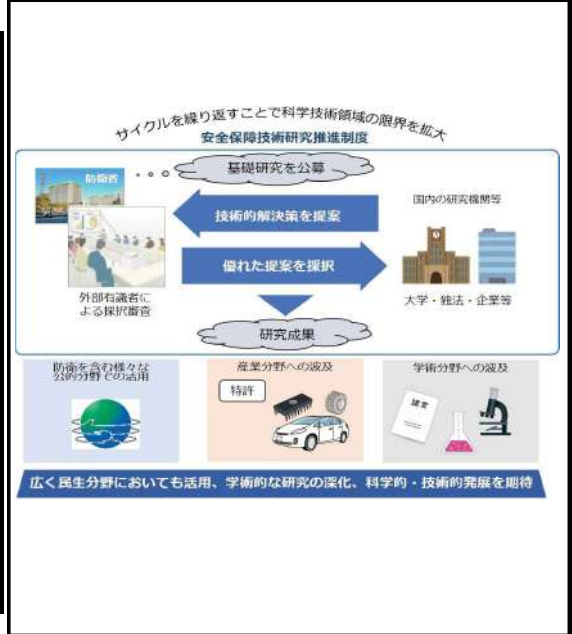 サイクルを繰り返すことで科学技術領域の限界を拡大
安全保障技術研究推進制度
基礎研究を公募
防衛省
技術的解決策を提案
国内の研究機関等
優れた提案を採択
外部有識者に
よる採択審査
大学・独法・企業等
研究成果
防衛を含む様々な
公的分野での活用
産業分野への波及
特許
学術分野への波及
論文
広く民生分野においても活用、学術的な研究の深化、科学的・技術的発展を期待